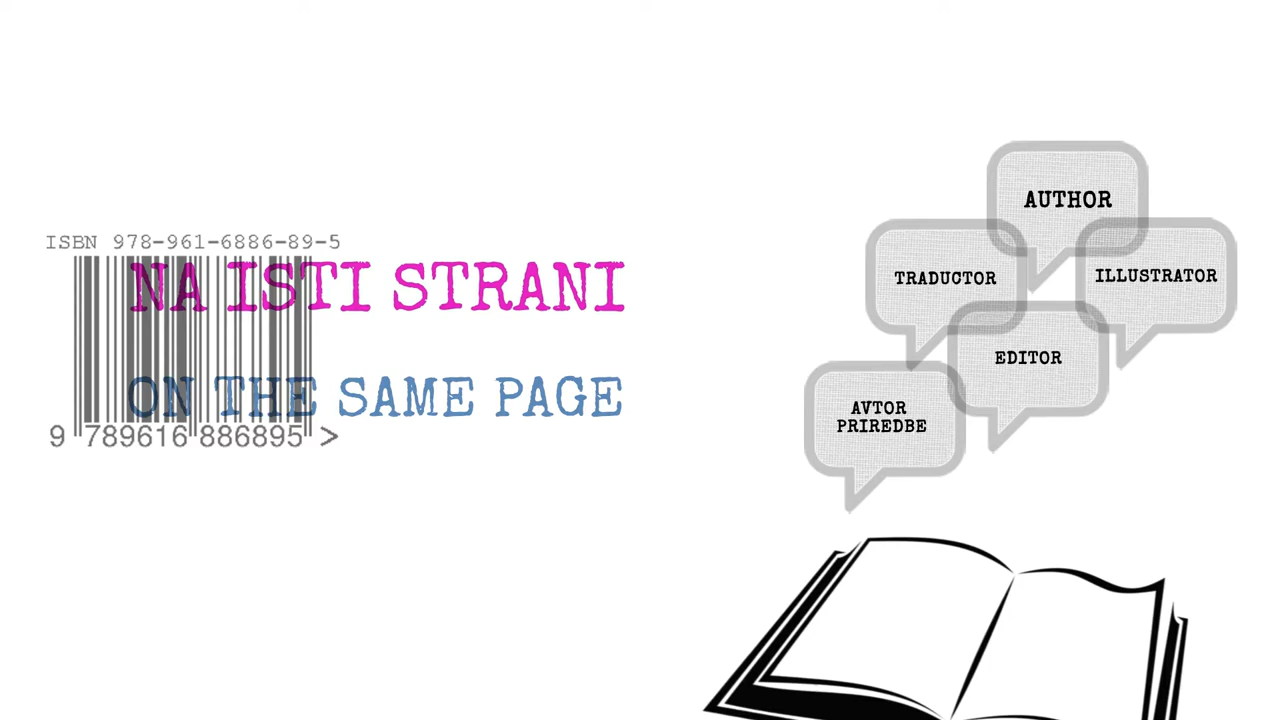 ISBN 978-961-6886-89-5
NA ISTI STRANI
ON THE SAME PAGE
9 789616 886895 >
AUTHOR
TRADUCTOR
ILLUSTRATOR
EDITOR
AVTOR
PRIREDBE